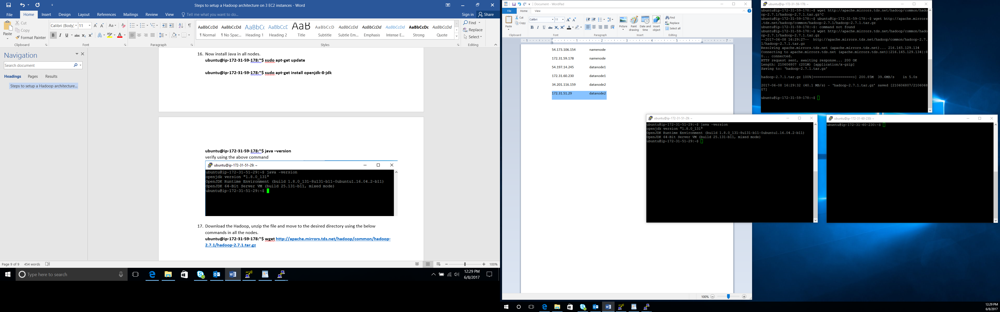 Steps to setup a Hadoop architecture on 3 EC2 instances - Word
File Home Insert Design Layout References Mailings Review View Tell me what you want to do... Sign in Share
Paste
Cut
Copy
Format Painter
Clipboard
Calibri (Body) 11
Font
Paragraph
AaBbCcDd AaBbCcDd AaBbCc AaBbCcD AaB AaBbCcD AaBbCcDd AaBbCcDd AaBbCcDd AaBbCcDc AaBbCcDd
¶ Normal ¶ No Spac... Heading 1 Heading 2 Title Subtitle Subtle Em... Emphasis Intense E... Strong Quote
Styles
Find
Replace
Select
Editing
Navigation
Search document
Headings Pages Results
Steps to setup a Hadoop architecture...
16. Now install Java in all nodes.
ubuntu@ip-172-31-59-178:~$ sudo apt-get update
ubuntu@ip-172-31-59-178:~$ sudo apt-get install openjdk-8-jdk
ubuntu@ip-172-31-59-178:~$ java –version
verify using the above command
ubuntu@ip-172-31-51-29: ~
ubuntu@ip-172-31-51-29:~$ java -version
openjdk version "1.8.0_131"
OpenJDK Runtime Environment (build 1.8.0_131-8u131-b11-0ubuntu1.16.04.2-b11)
OpenJDK 64-Bit Server VM (build 25.131-b11, mixed mode)
ubuntu@ip-172-31-51-29:~$
17. Download the Hadoop, unzip the file and move to the desired directory using the below
commands in all the nodes.
ubuntu@ip-172-31-59-178:~$ wget http://apache.mirrors.tds.net/hadoop/common/hadoop-
2.7.1/hadoop-2.7.1.tar.gz
Page 9 of 9 454 words
100%
Type here to search
12:29 PM
6/8/2017
Document - WordPad
File Home View
Paste
Cut
Copy
Clipboard
Calibri 11
Font
Paragraph
Picture
Paint drawing
Date and time
Insert object
Insert
Find
Replace
Select all
Editing
1 1 2 3 4 5 7
54.173.106.154 namenode
172.31.59.178 namenode
54.197.14.245 datanode1
172.31.60.230 datanode1
34.201.116.159 datanode2
172.31.51.29 datanode2
100%
ubuntu@ip-172-31-59-178: ~
ubuntu@ip-172-31-59-178:~$ wget http://apache.mirrors.tds.net/hadoop/common/hado
op-2.7.1/hadoop-2.7.1.tar.gz^C
ubuntu@ip-172-31-59-178:~$ ubuntu@ip-172-31-59-178:~$ wget http://apache.mirrors
.tds.net/hadoop/common/hadoop-2.7.1/hadoop-2.7.1.tar.gz
ubuntu@ip-172-31-59-178:~$: command not found
ubuntu@ip-172-31-59-178:~$ wget http://apache.mirrors.tds.net/hadoop/common/hado
op-2.7.1/hadoop-2.7.1.tar.gz
--2017-06-08 16:29:27-- http://apache.mirrors.tds.net/hadoop/common/hadoop-2.7.
1/hadoop-2.7.1.tar.gz
Resolving apache.mirrors.tds.net (apache.mirrors.tds.net)... 216.165.129.134
Connecting to apache.mirrors.tds.net (apache.mirrors.tds.net)|216.165.129.134|:8
0... connected.
HTTP request sent, awaiting response... 200 OK
Length: 210606807 (201M) [application/x-gzip]
Saving to: ‘hadoop-2.7.1.tar.gz’
hadoop-2.7.1.tar.gz 100%[===================>] 200.85M 39.6MB/s in 5.0s
2017-06-08 16:29:32 (40.1 MB/s) - ‘hadoop-2.7.1.tar.gz’ saved [210606807/2106068
07]
ubuntu@ip-172-31-59-178:~$
ubuntu@ip-172-31-51-29: ~
ubuntu@ip-172-31-51-29:~$ java -version
openjdk version "1.8.0_131"
OpenJDK Runtime Environment (build 1.8.0_131-8u131-b11-0ubuntu1.16.04.2-b11)
OpenJDK 64-Bit Server VM (build 25.131-b11, mixed mode)
ubuntu@ip-172-31-51-29:~$
ubuntu@ip-172-31-60-230: ~
ubuntu@ip-172-31-60-230:~$
12:29 PM
6/8/2017